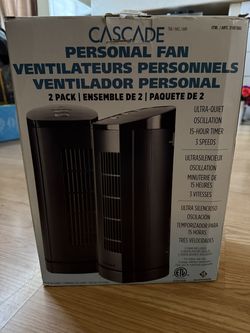 CASCADE
PERSONAL FAN
VENTILATEURS PERSONNELS
VENTILADOR PERSONAL
2 PACK | ENSEMBLE DE 2 | PAQUETE DE 2
ULTRA-QUIET
OSCILLATION
15-HOUR TIMER
3 SPEEDS
ULTRASILENCIEUX
OSCILLATION
MINUTERIE DE
15 HEURES
3 VITESSES
ULTRA SILENCIOSO
OSCILACIÓN
TEMPORIZADOR PARA
15 HORAS
TRES VELOCIDADES